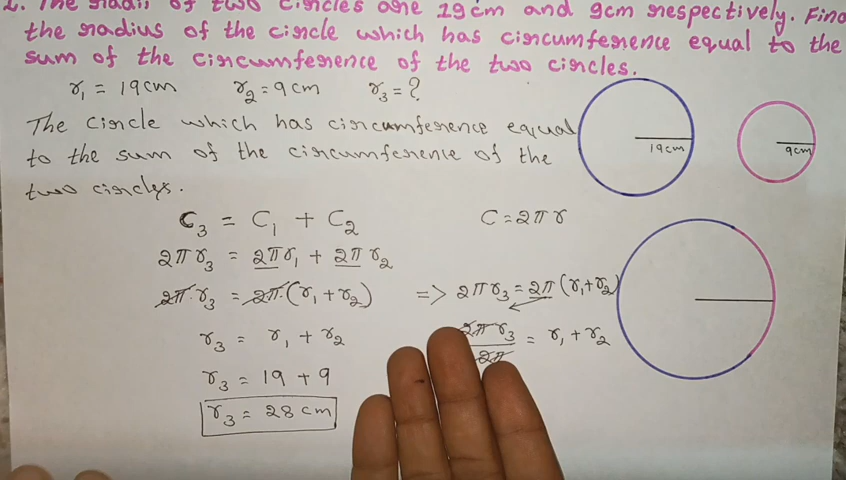 2. The radii of two circles are 19cm and 9cm respectively. Find
the radius of the circle which has circumference equal to the
sum of the circumference of the two circles.
r₁ = 19cm r₂ = 9cm r₃ = ?
The circle which has circumference equal
to the sum of the circumference of the
two circles.
19cm
9cm
C₃ = C₁ + C₂ C = 2πr
2πr₃ = 2πr₁ + 2πr₂
2π·r₃ = 2π·(r₁+r₂) => 2πr₃ = 2π(r₁+r₂)
r₃ = r₁ + r₂ 2πr₃/2π = r₁ + r₂
r₃ = 19 + 9
r₃ = 28cm